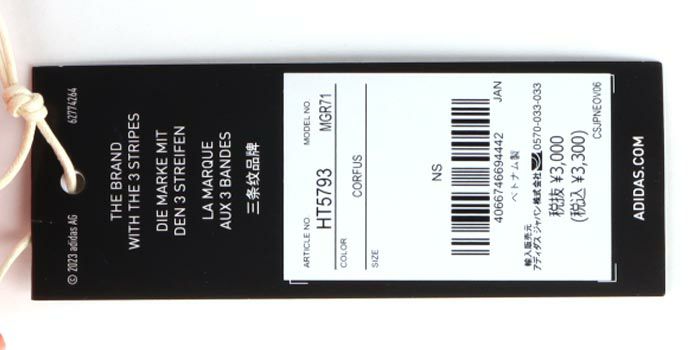 © 2023 adidas AG
62774264
THE BRAND
WITH THE 3 STRIPES
DIE MARKE MIT
DEN 3 STREIFEN
LA MARQUE
AUX 3 BANDES
三条纹品牌
ARTICLE NO.
MODEL NO.
HT5793
MGR71
COLOR
CORFUS
SIZE
NS
JAN
4066746694442
ベトナム製
輸入販売元
アディダス ジャパン株式会社 0570-033-033
税抜 ¥3,000
(税込 ¥3,300)
CSJPNEOV06
ADIDAS.COM